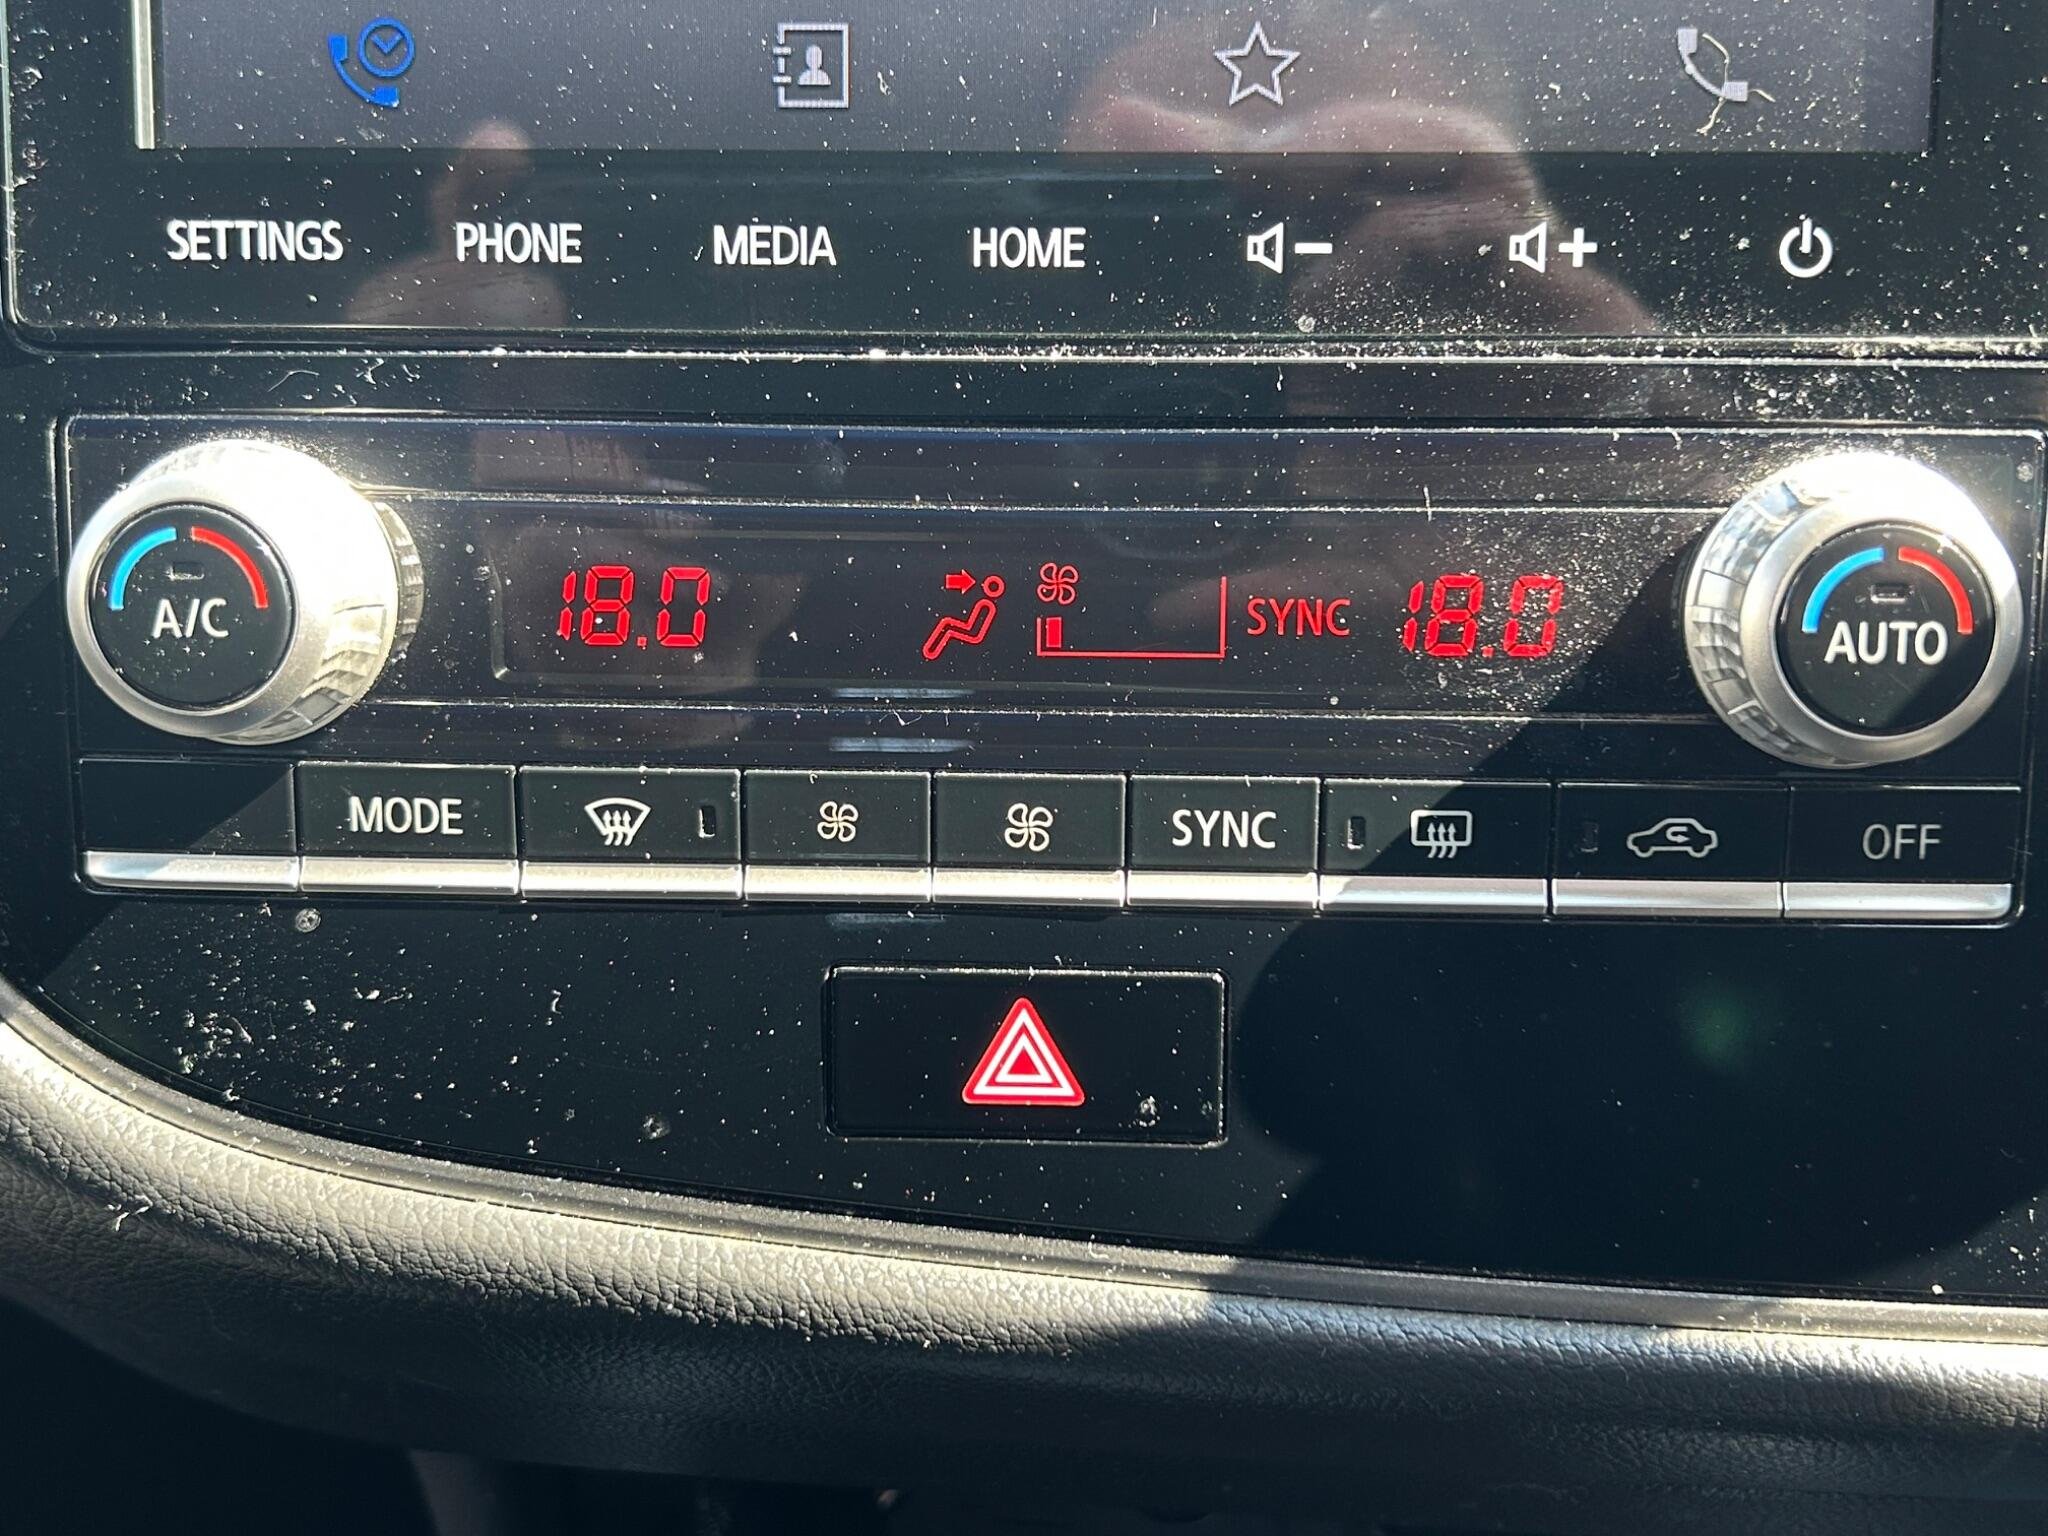 SETTINGS PHONE MEDIA HOME
A/C 18.0 SYNC 18.0 AUTO
MODE SYNC OFF